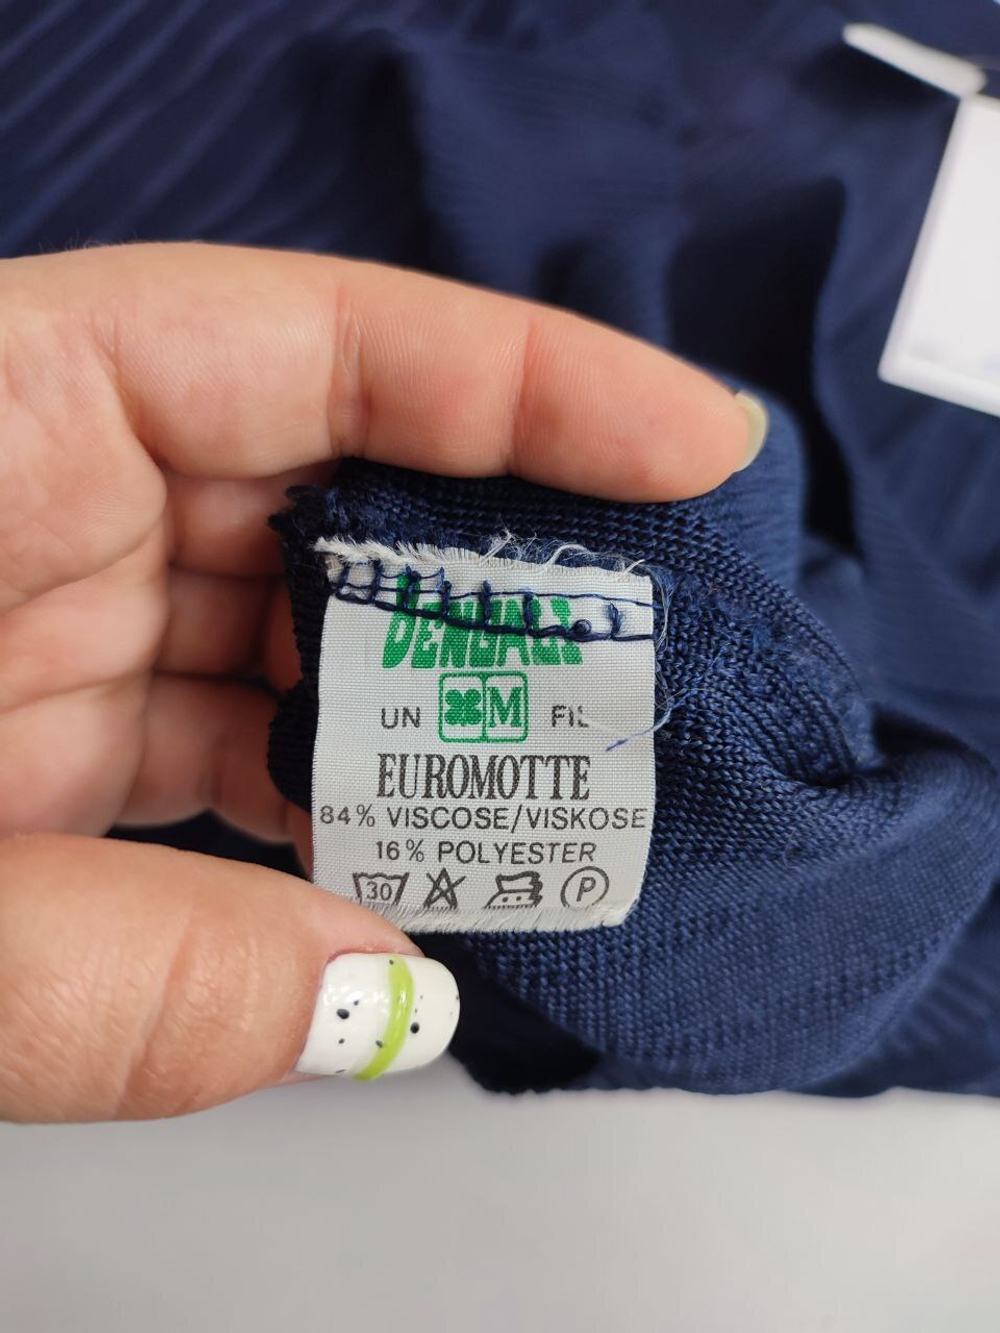 BENGALI
UN M FIL
EUROMOTTE
84% VISCOSE/VISKOSE
16% POLYESTER
30 P